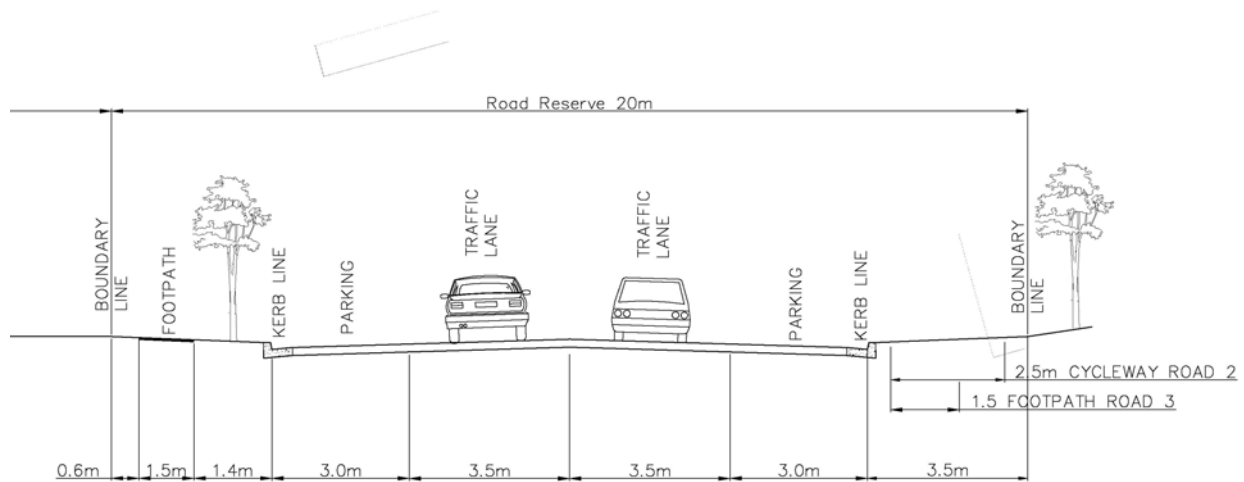 Road Reserve 20m
BOUNDARY
LINE
FOOTPATH
KERB LINE
PARKING
TRAFFIC
LANE
TRAFFIC
LANE
PARKING
KERB LINE
BOUNDARY
LINE
2.5m CYCLEWAY ROAD 2
1.5 FOOTPATH ROAD 3
0.6m
1.5m
1.4m
3.0m
3.5m
3.5m
3.0m
3.5m